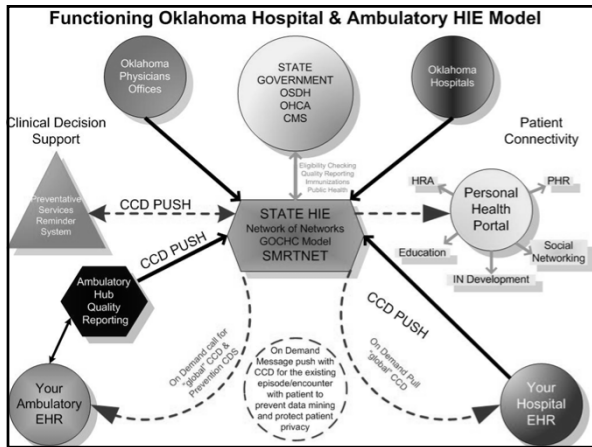 Functioning Oklahoma Hospital & Ambulatory HIE Model
Oklahoma
Physicians
Offices
STATE
GOVERNMENT
OSDH
OHCA
CMS
Oklahoma
Hospitals
Clinical Decision
Support
Patient
Connectivity
Eligibility Checking
Quality Reporting
Immunizations
Public Health
Preventative
Services
Reminder
System
CCD PUSH
STATE HIE
Network of Networks
GOCHC Model
SMRTNET
HRA
PHR
Personal
Health
Portal
Education
Social
Networking
IN Development
CCD PUSH
Ambulatory
Hub
Quality
Reporting
CCD PUSH
On Demand call for
"global" CCD &
Prevention CDS
On Demand
Message push with
CCD for the existing
episode/encounter
with patient to
prevent data mining
and protect patient
privacy
On Demand Pull
"global" CCD
Your
Ambulatory
EHR
Your
Hospital
EHR